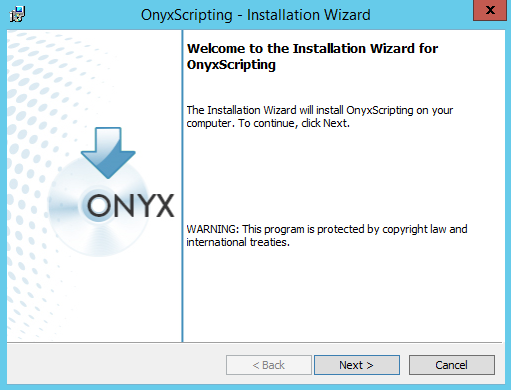 OnyxScripting - Installation Wizard
x
Welcome to the Installation Wizard for
OnyxScripting
The Installation Wizard will install OnyxScripting on your
computer. To continue, click Next.
ONYX
WARNING: This program is protected by copyright law and
international treaties.
< Back
Next >
Cancel